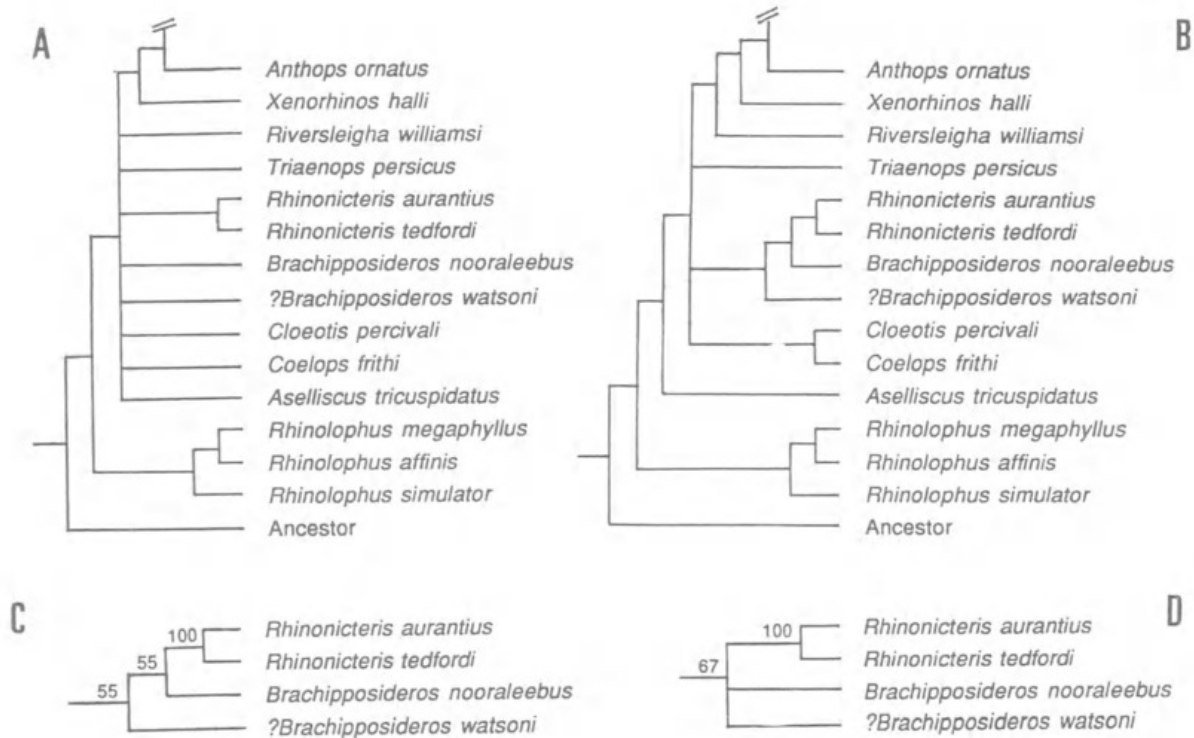 A
Anthops ornatus
Xenorhinos halli
Riversleigha williamsi
Triaenops persicus
Rhinonicteris aurantius
Rhinonicteris tedfordi
Brachipposideros nooraleebus
?Brachipposideros watsoni
Cloeotis percivali
Coelops frithi
Aselliscus tricuspidatus
Rhinolophus megaphyllus
Rhinolophus affinis
Rhinolophus simulator
Ancestor
B
Anthops ornatus
Xenorhinos halli
Riversleigha williamsi
Triaenops persicus
Rhinonicteris aurantius
Rhinonicteris tedfordi
Brachipposideros nooraleebus
?Brachipposideros watsoni
Cloeotis percivali
Coelops frithi
Aselliscus tricuspidatus
Rhinolophus megaphyllus
Rhinolophus affinis
Rhinolophus simulator
Ancestor
C
100
55
55
Rhinonicteris aurantius
Rhinonicteris tedfordi
Brachipposideros nooraleebus
?Brachipposideros watsoni
D
100
67
Rhinonicteris aurantius
Rhinonicteris tedfordi
Brachipposideros nooraleebus
?Brachipposideros watsoni